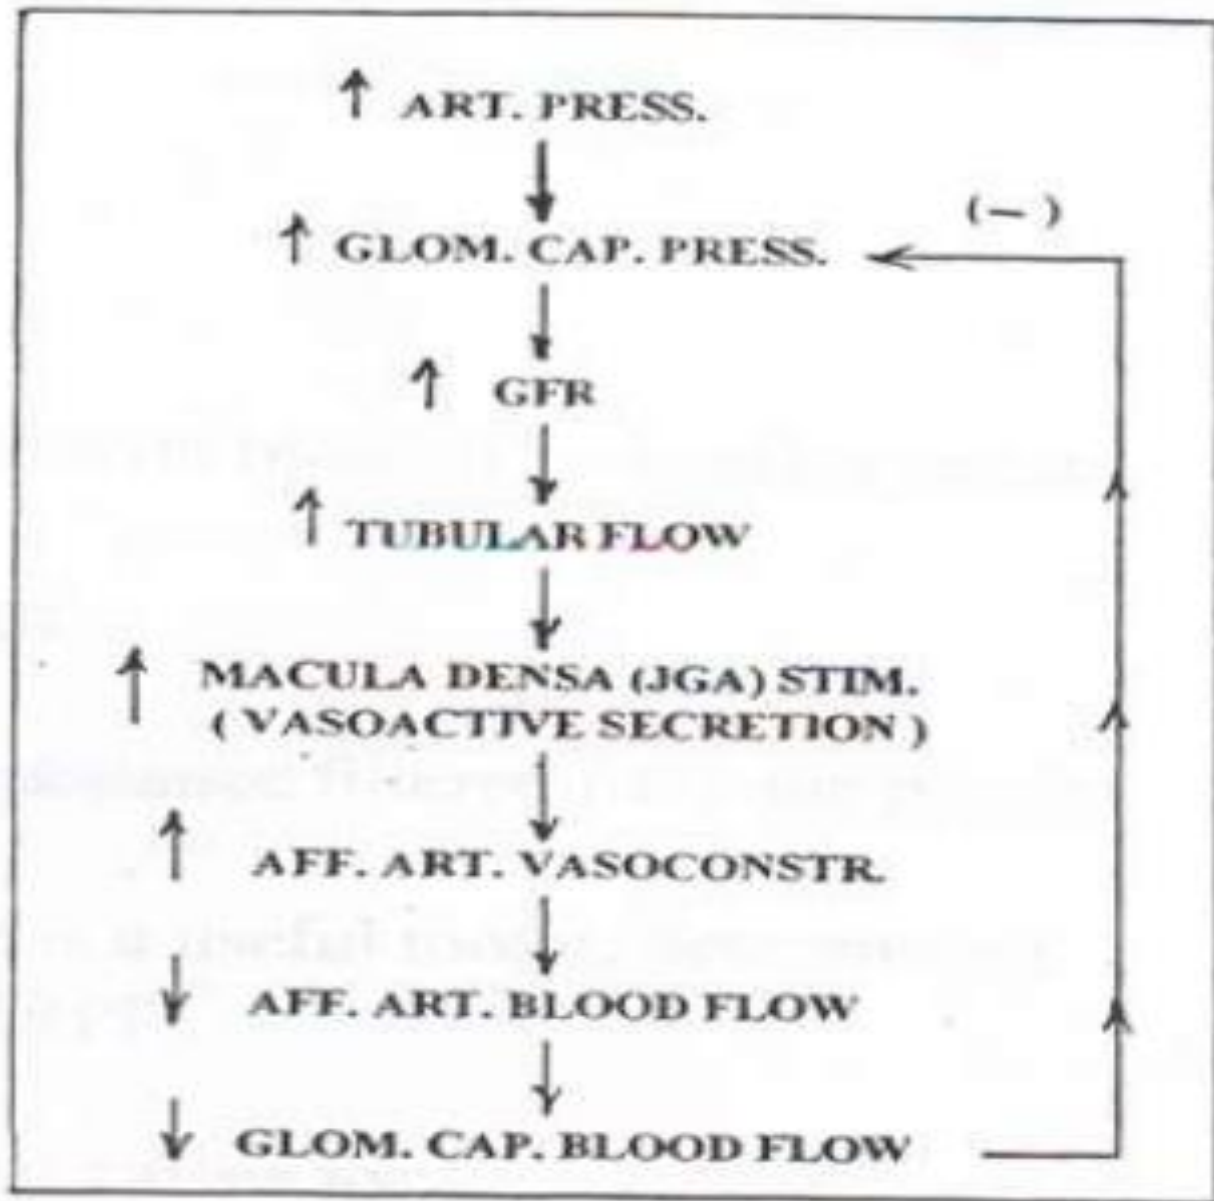 ↑ ART. PRESS.
(−)
↑ GLOM. CAP. PRESS.
↑ GFR
↑ TUBULAR FLOW
↑ MACULA DENSA (JGA) STIM.
( VASOACTIVE SECRETION )
↑ AFF. ART. VASOCONSTR.
↓ AFF. ART. BLOOD FLOW
↓ GLOM. CAP. BLOOD FLOW